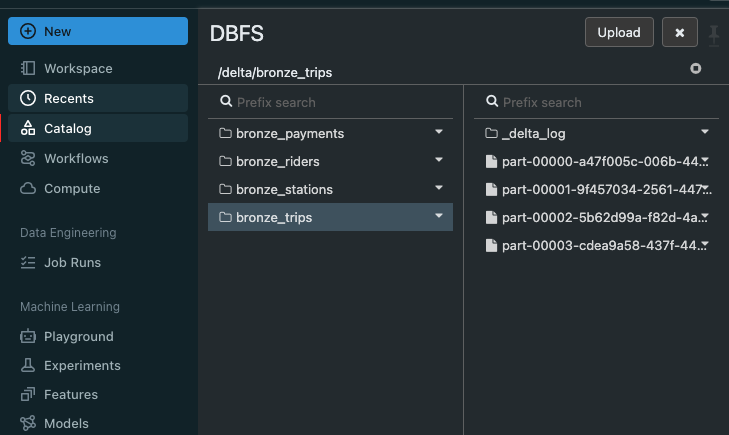 New
Workspace
Recents
Catalog
Workflows
Compute
Data Engineering
Job Runs
Machine Learning
Playground
Experiments
Features
Models
DBFS
Upload
/delta/bronze_trips
Prefix search
bronze_payments
bronze_riders
bronze_stations
bronze_trips
Prefix search
_delta_log
part-00000-a47f005c-006b-44...
part-00001-9f457034-2561-447...
part-00002-5b62d99a-f82d-4a...
part-00003-cdea9a58-437f-44...